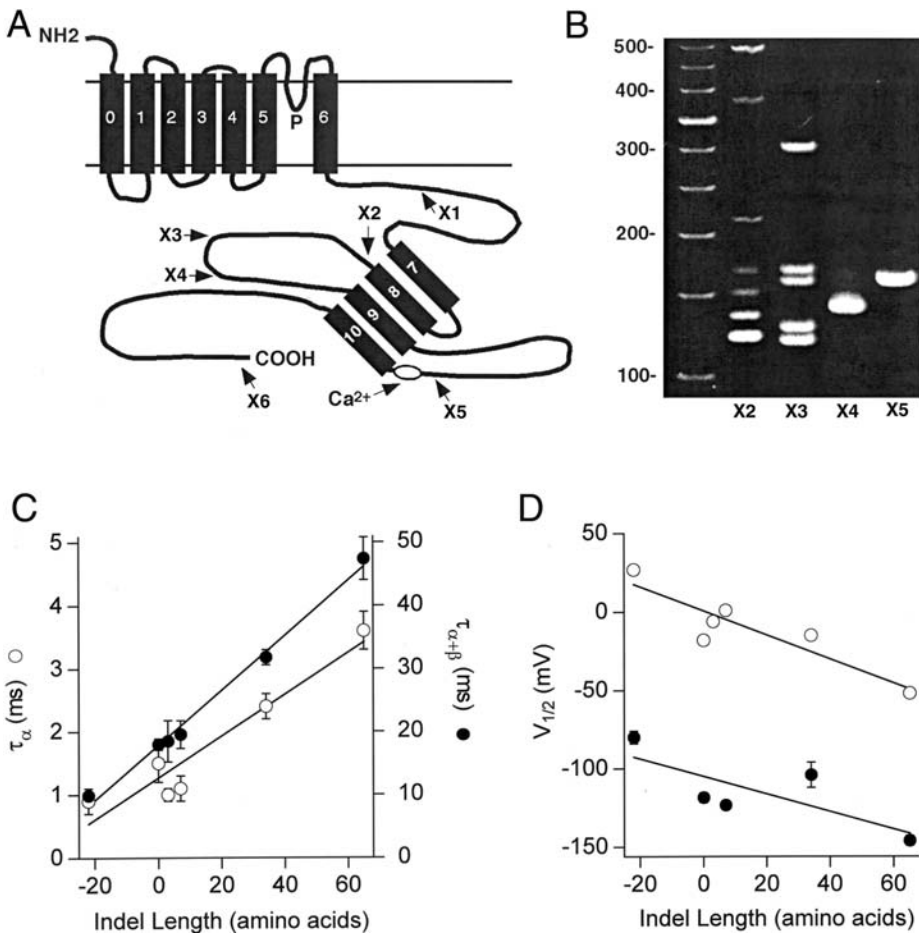 A
NH2
0 1 2 3 4 5 P 6
X1
X2
X3
X4
7
8
9
10
COOH
X6
Ca2+
X5
B
500-
400-
300-
200-
100-
X2 X3 X4 X5
C
5
4
3
2
1
0
τα (ms)
50
40
30
20
10
0
τα+β (ms)
-20 0 20 40 60
Indel Length (amino acids)
D
50
0
-50
-100
-150
V1/2 (mV)
-20 0 20 40 60
Indel Length (amino acids)